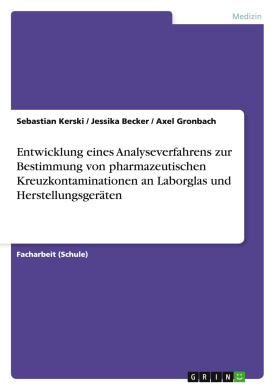 Medizin
Sebastian Kerski / Jessika Becker / Axel Gronbach
Entwicklung eines Analyseverfahrens zur
Bestimmung von pharmazeutischen
Kreuzkontaminationen an Laborglas und
Herstellungsgeräten
Facharbeit (Schule)
GRIN